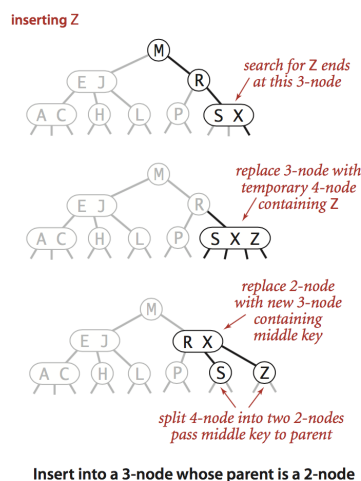 inserting Z
M
E J
R
search for Z ends
at this 3-node
A C
H
L
P
S X
M
replace 3-node with
temporary 4-node
containing Z
E J
R
A C
H
L
P
S X Z
replace 2-node
with new 3-node
containing
middle key
M
E J
R X
A C
H
L
P
S
Z
split 4-node into two 2-nodes
pass middle key to parent
Insert into a 3-node whose parent is a 2-node